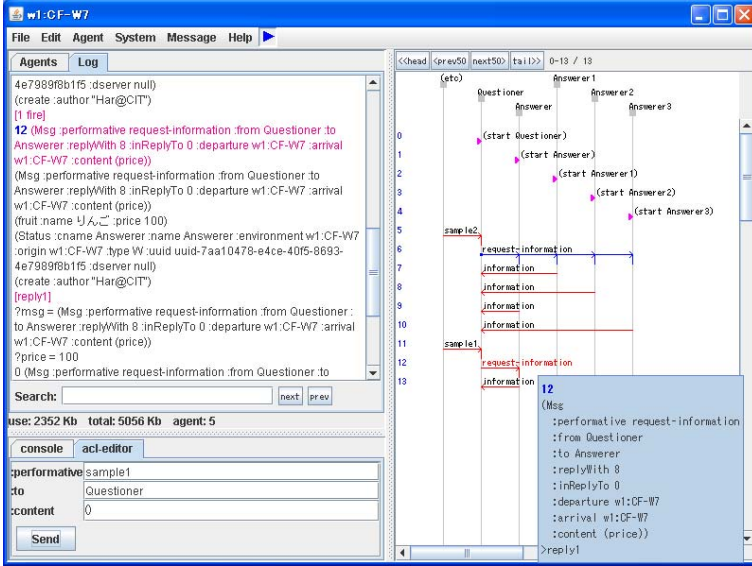 w1:CF-W7
File Edit Agent System Message Help
Agents Log
4e7989f8b1f5 :dserver null)
(create :author "Har@CIT")
[1 fire]
12 (Msg :performative request-information :from Questioner :to
Answerer :replyWith 8 :inReplyTo 0 :departure w1:CF-W7 :arrival
w1:CF-W7 :content (price))
(Msg :performative request-information :from Questioner :to
Answerer :replyWith 8 :inReplyTo 0 :departure w1:CF-W7 :arrival
w1:CF-W7 :content (price))
(fruit :name りんご :price 100)
(Status :cname Answerer :name Answerer :environment w1:CF-W7
:origin w1:CF-W7 :type W :uuid uuid-7aa10478-e4ce-40f5-8693-
4e7989f8b1f5 :dserver null)
(create :author "Har@CIT")
[reply1]
?msg = (Msg :performative request-information :from Questioner :
to Answerer :replyWith 8 :inReplyTo 0 :departure w1:CF-W7 :arrival
w1:CF-W7 :content (price))
?price = 100
0 (Msg :performative request-information :from Questioner :to
Search: next prev
use: 2352 Kb total: 5056 Kb agent: 5
console acl-editor
:performative sample1
:to Questioner
:content ()
Send
<<head <prev50 next50> tail>> 0-13 / 13
(etc) Answerer1
Questioner Answerer2
Answerer Answerer3
0 (start Questioner)
1 (start Answerer)
2 (start Answerer1)
3 (start Answerer2)
4 (start Answerer3)
5 sample2
6 request-information
7 information
8 information
9 information
10 information
11 sample1
12 request-information
13 information
12
(Msg
:performative request-information
:from Questioner
:to Answerer
:replyWith 8
:inReplyTo 0
:departure w1:CF-W7
:arrival w1:CF-W7
:content (price))
>reply1